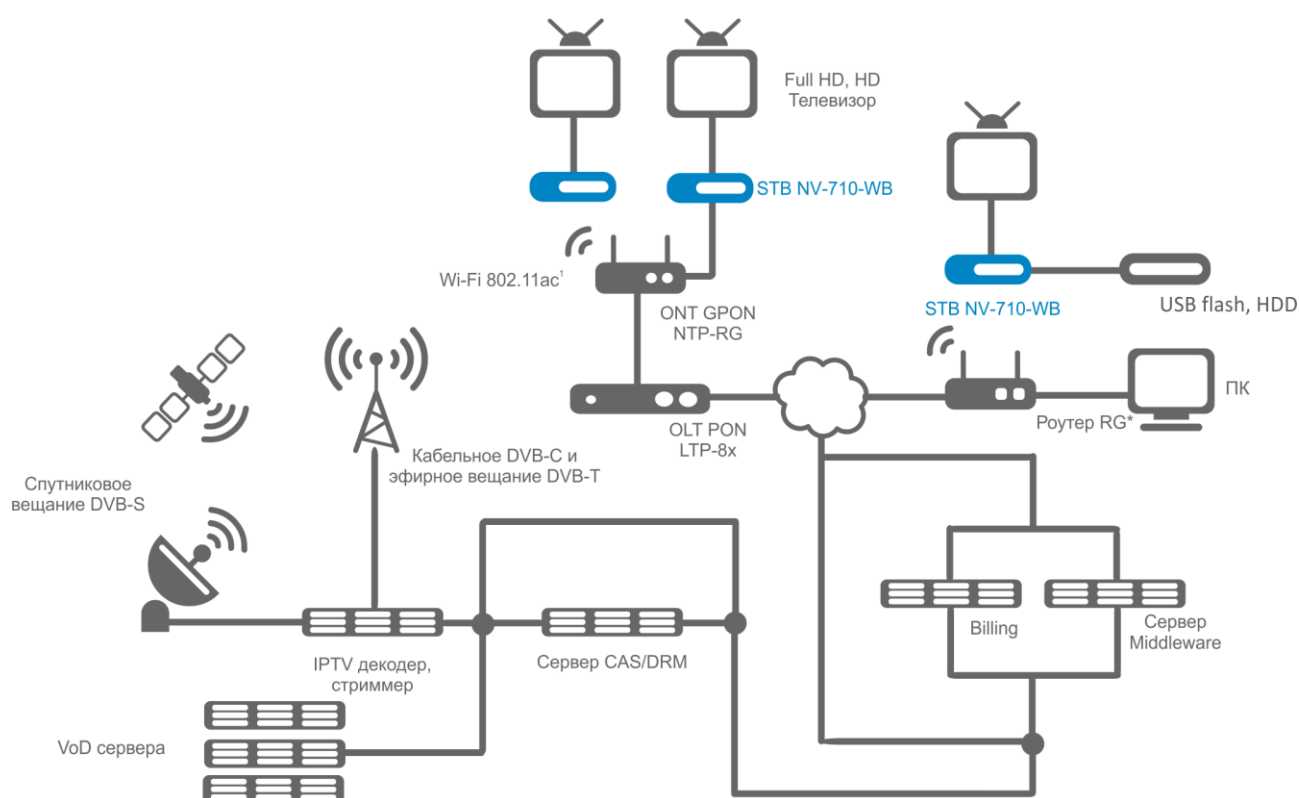 Full HD, HD
Телевизор
STB NV-710-WB
Wi-Fi 802.11ac¹
ONT GPON
NTP-RG
STB NV-710-WB
USB flash, HDD
OLT PON
LTP-8x
Роутер RG*
ПК
Спутниковое
вещание DVB-S
Кабельное DVB-C и
эфирное вещание DVB-T
IPTV декодер,
стриммер
Сервер CAS/DRM
Billing
Сервер
Middleware
VoD сервера